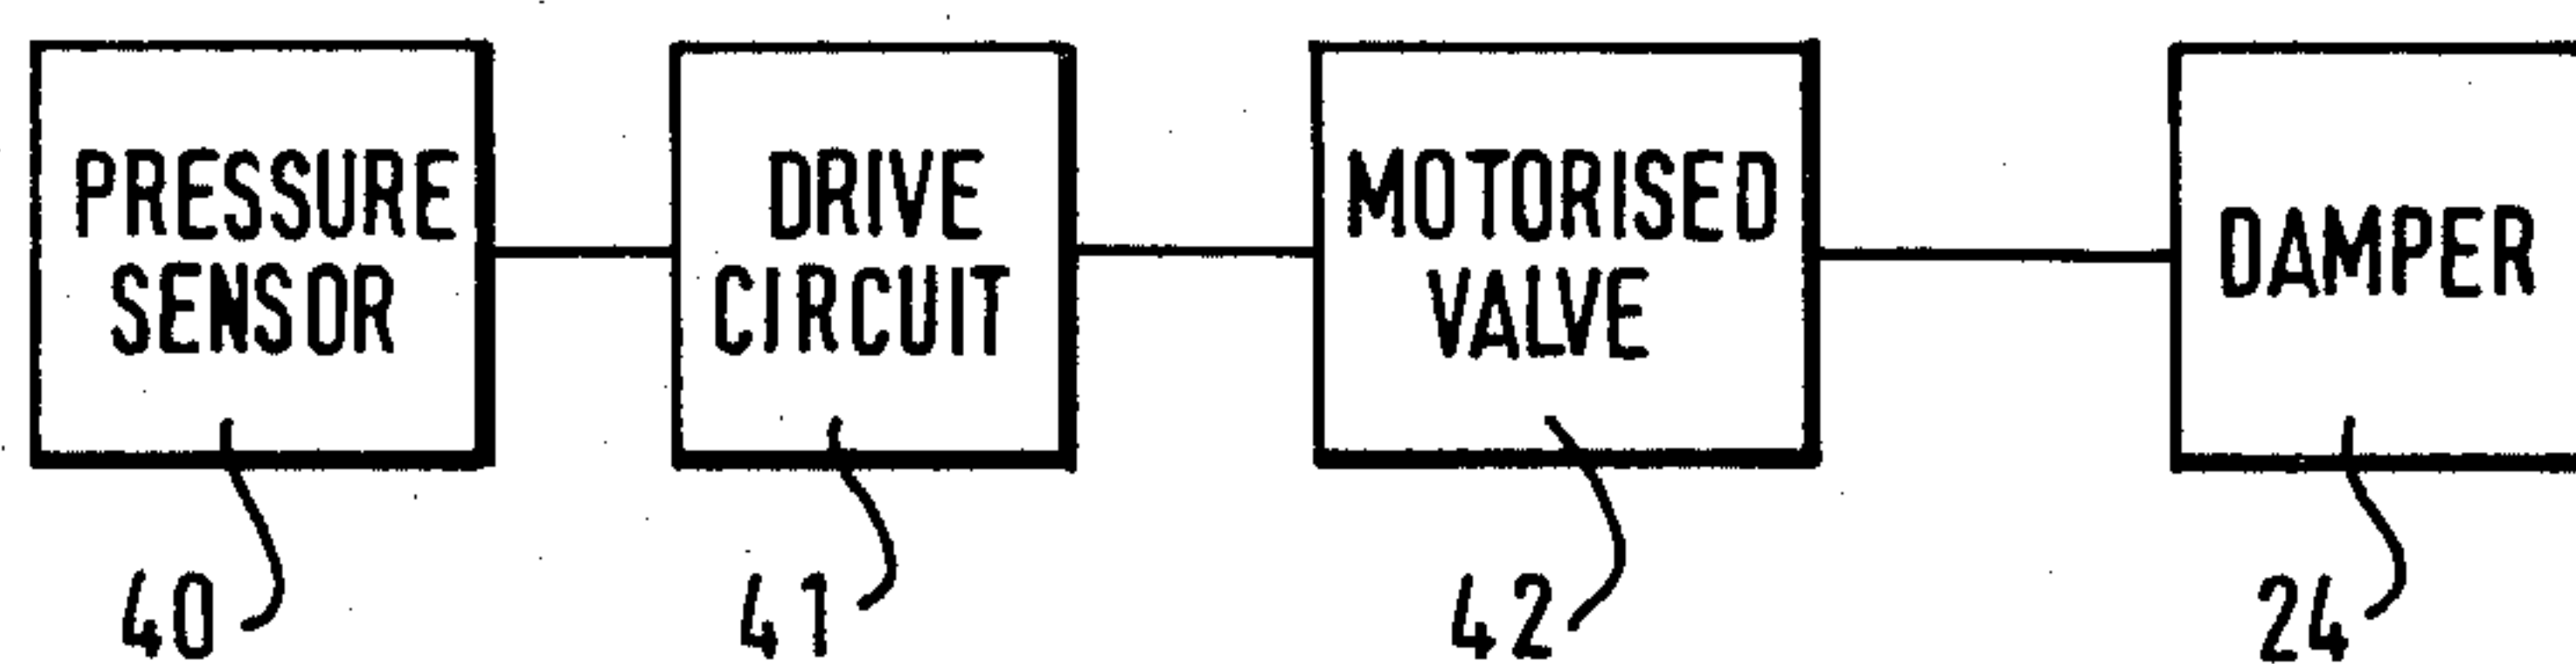 PRESSURE
SENSOR
DRIVE
CIRCUIT
MOTORISED
VALVE
DAMPER
40
41
42
24